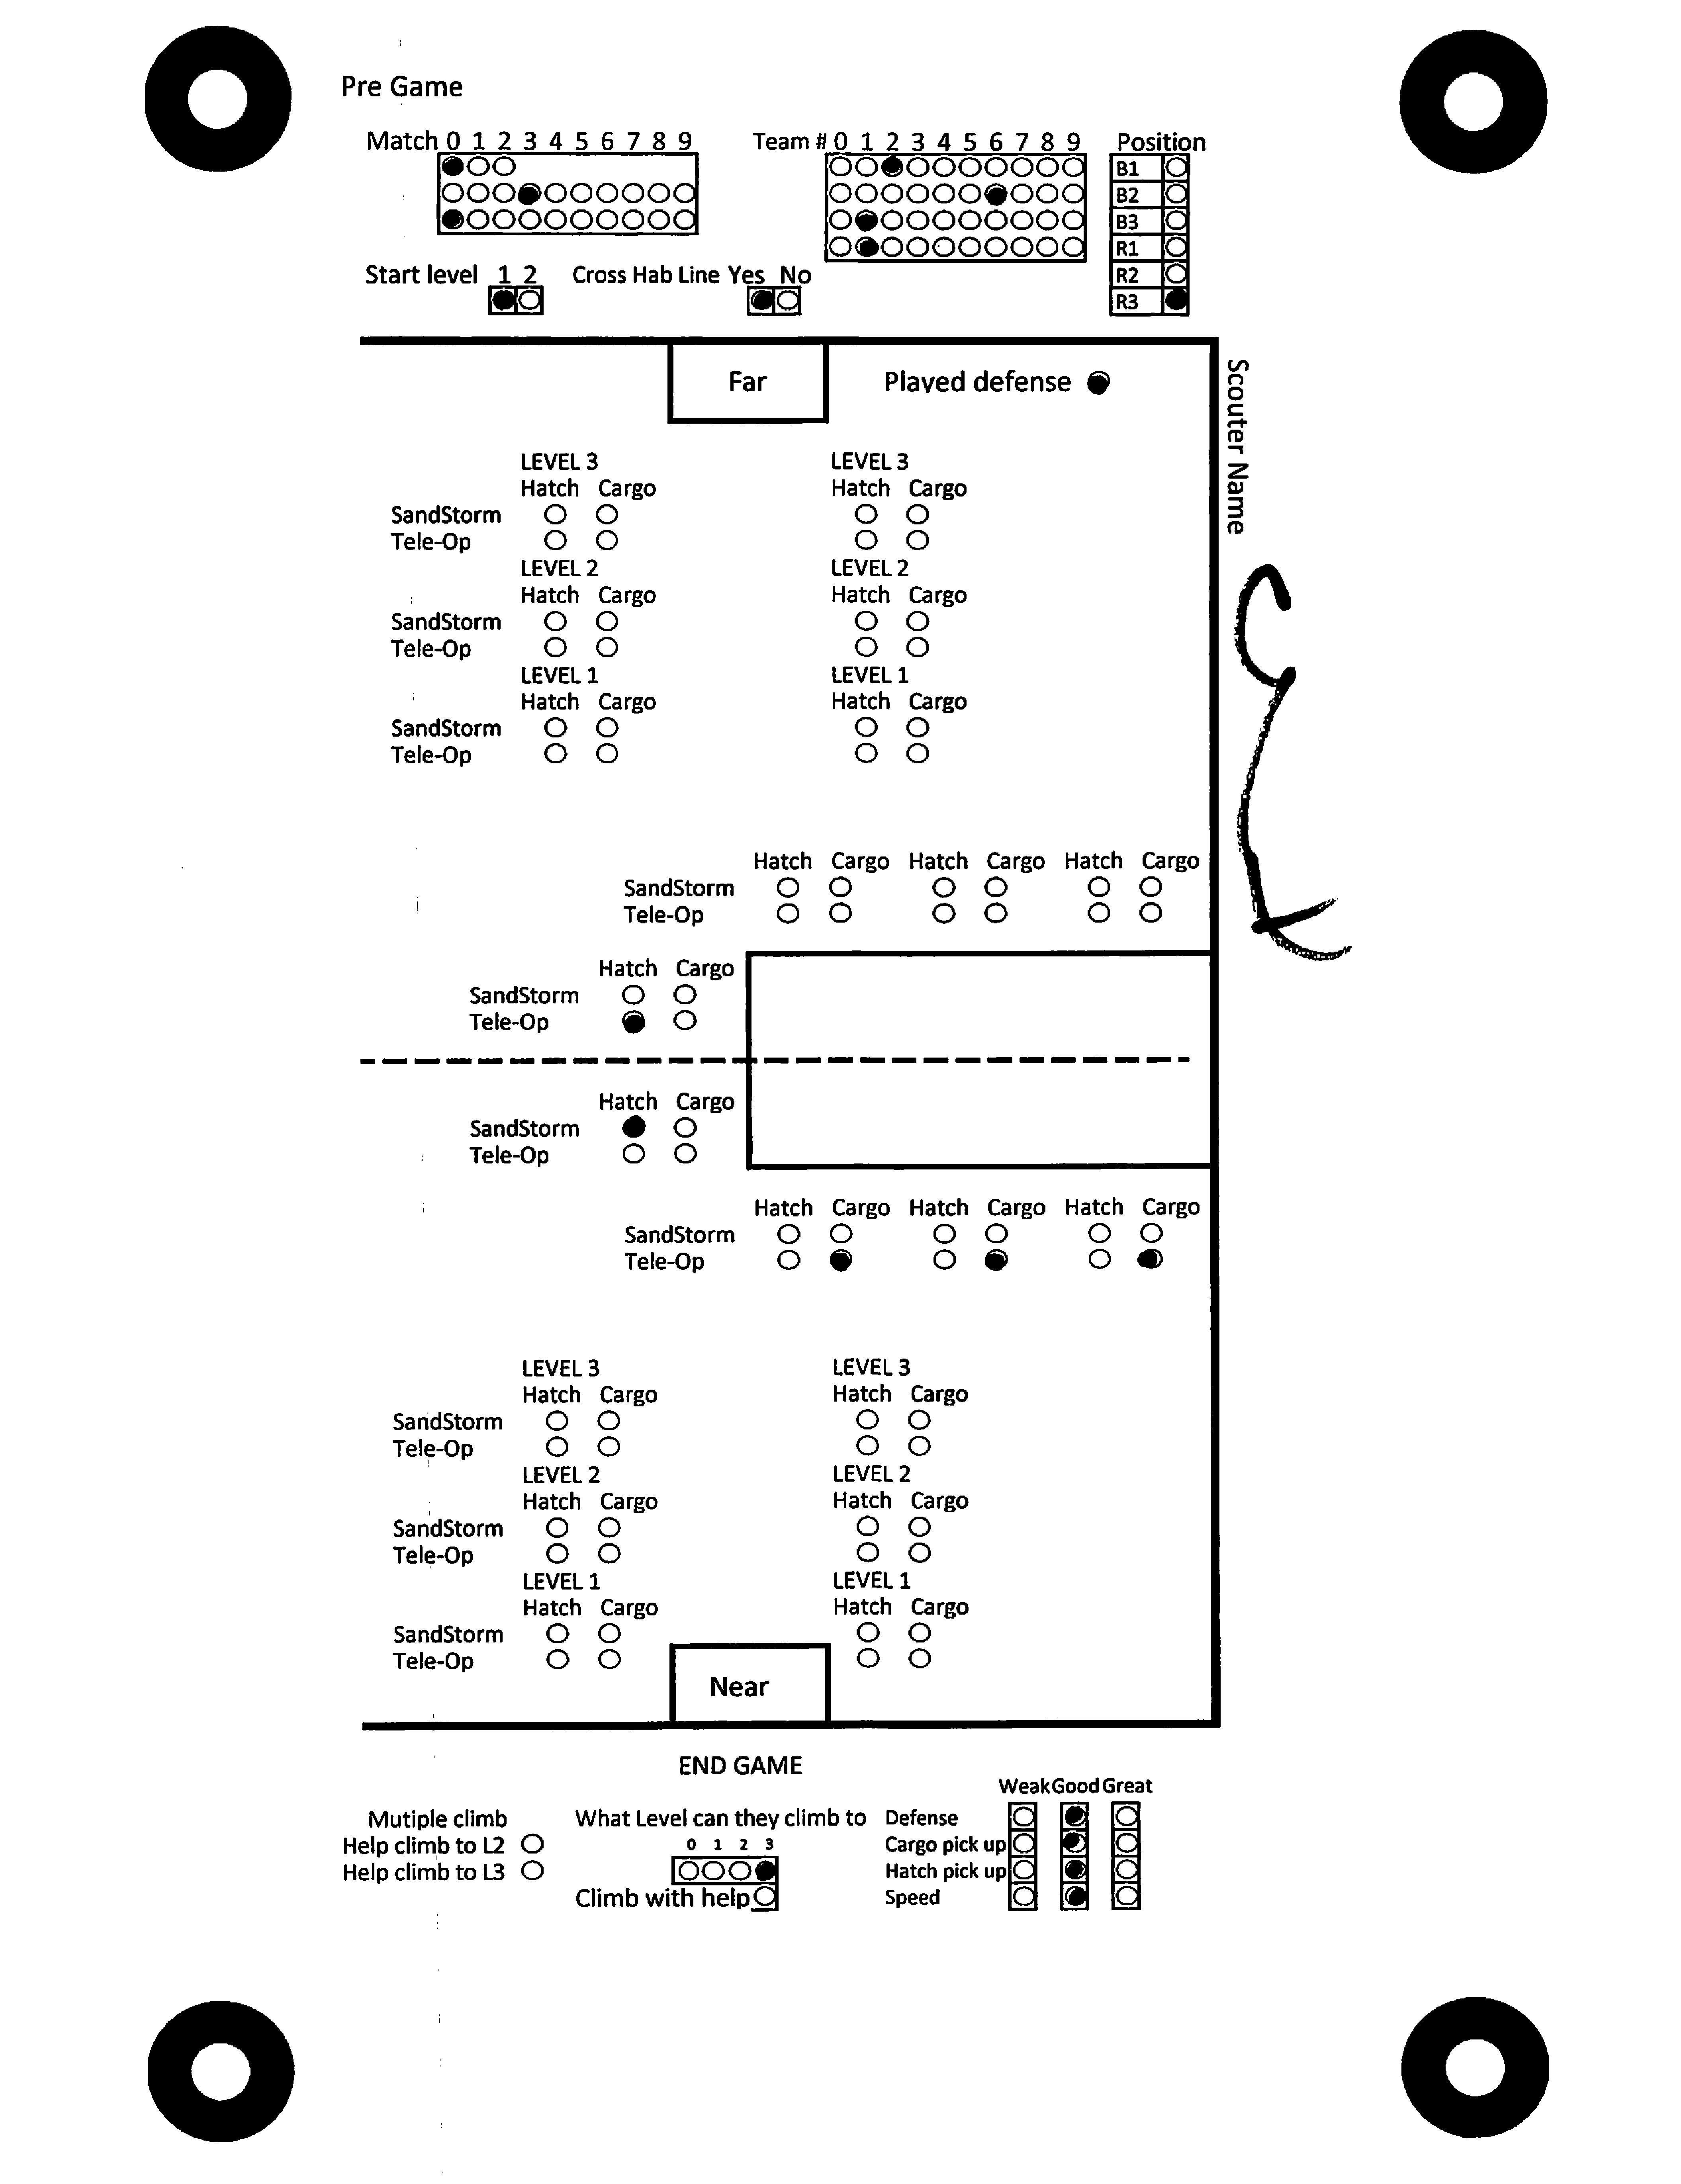 Pre Game
Match 0 1 2 3 4 5 6 7 8 9
Team # 0 1 2 3 4 5 6 7 8 9
Position
B1
B2
B3
R1
R2
R3
Start level 1 2
Cross Hab Line Yes No
Far
Played defense
Scouter Name
LEVEL 3 LEVEL 3
Hatch Cargo Hatch Cargo
SandStorm
Tele-Op
LEVEL 2 LEVEL 2
Hatch Cargo Hatch Cargo
SandStorm
Tele-Op
LEVEL 1 LEVEL 1
Hatch Cargo Hatch Cargo
SandStorm
Tele-Op
Hatch Cargo Hatch Cargo Hatch Cargo
SandStorm
Tele-Op
Hatch Cargo
SandStorm
Tele-Op
Hatch Cargo
SandStorm
Tele-Op
Hatch Cargo Hatch Cargo Hatch Cargo
SandStorm
Tele-Op
LEVEL 3 LEVEL 3
Hatch Cargo Hatch Cargo
SandStorm
Tele-Op
LEVEL 2 LEVEL 2
Hatch Cargo Hatch Cargo
SandStorm
Tele-Op
LEVEL 1 LEVEL 1
Hatch Cargo Hatch Cargo
SandStorm
Tele-Op
Near
END GAME
Mutiple climb
Help climb to L2
Help climb to L3
What Level can they climb to
0 1 2 3
Climb with help
Weak Good Great
Defense
Cargo pick up
Hatch pick up
Speed